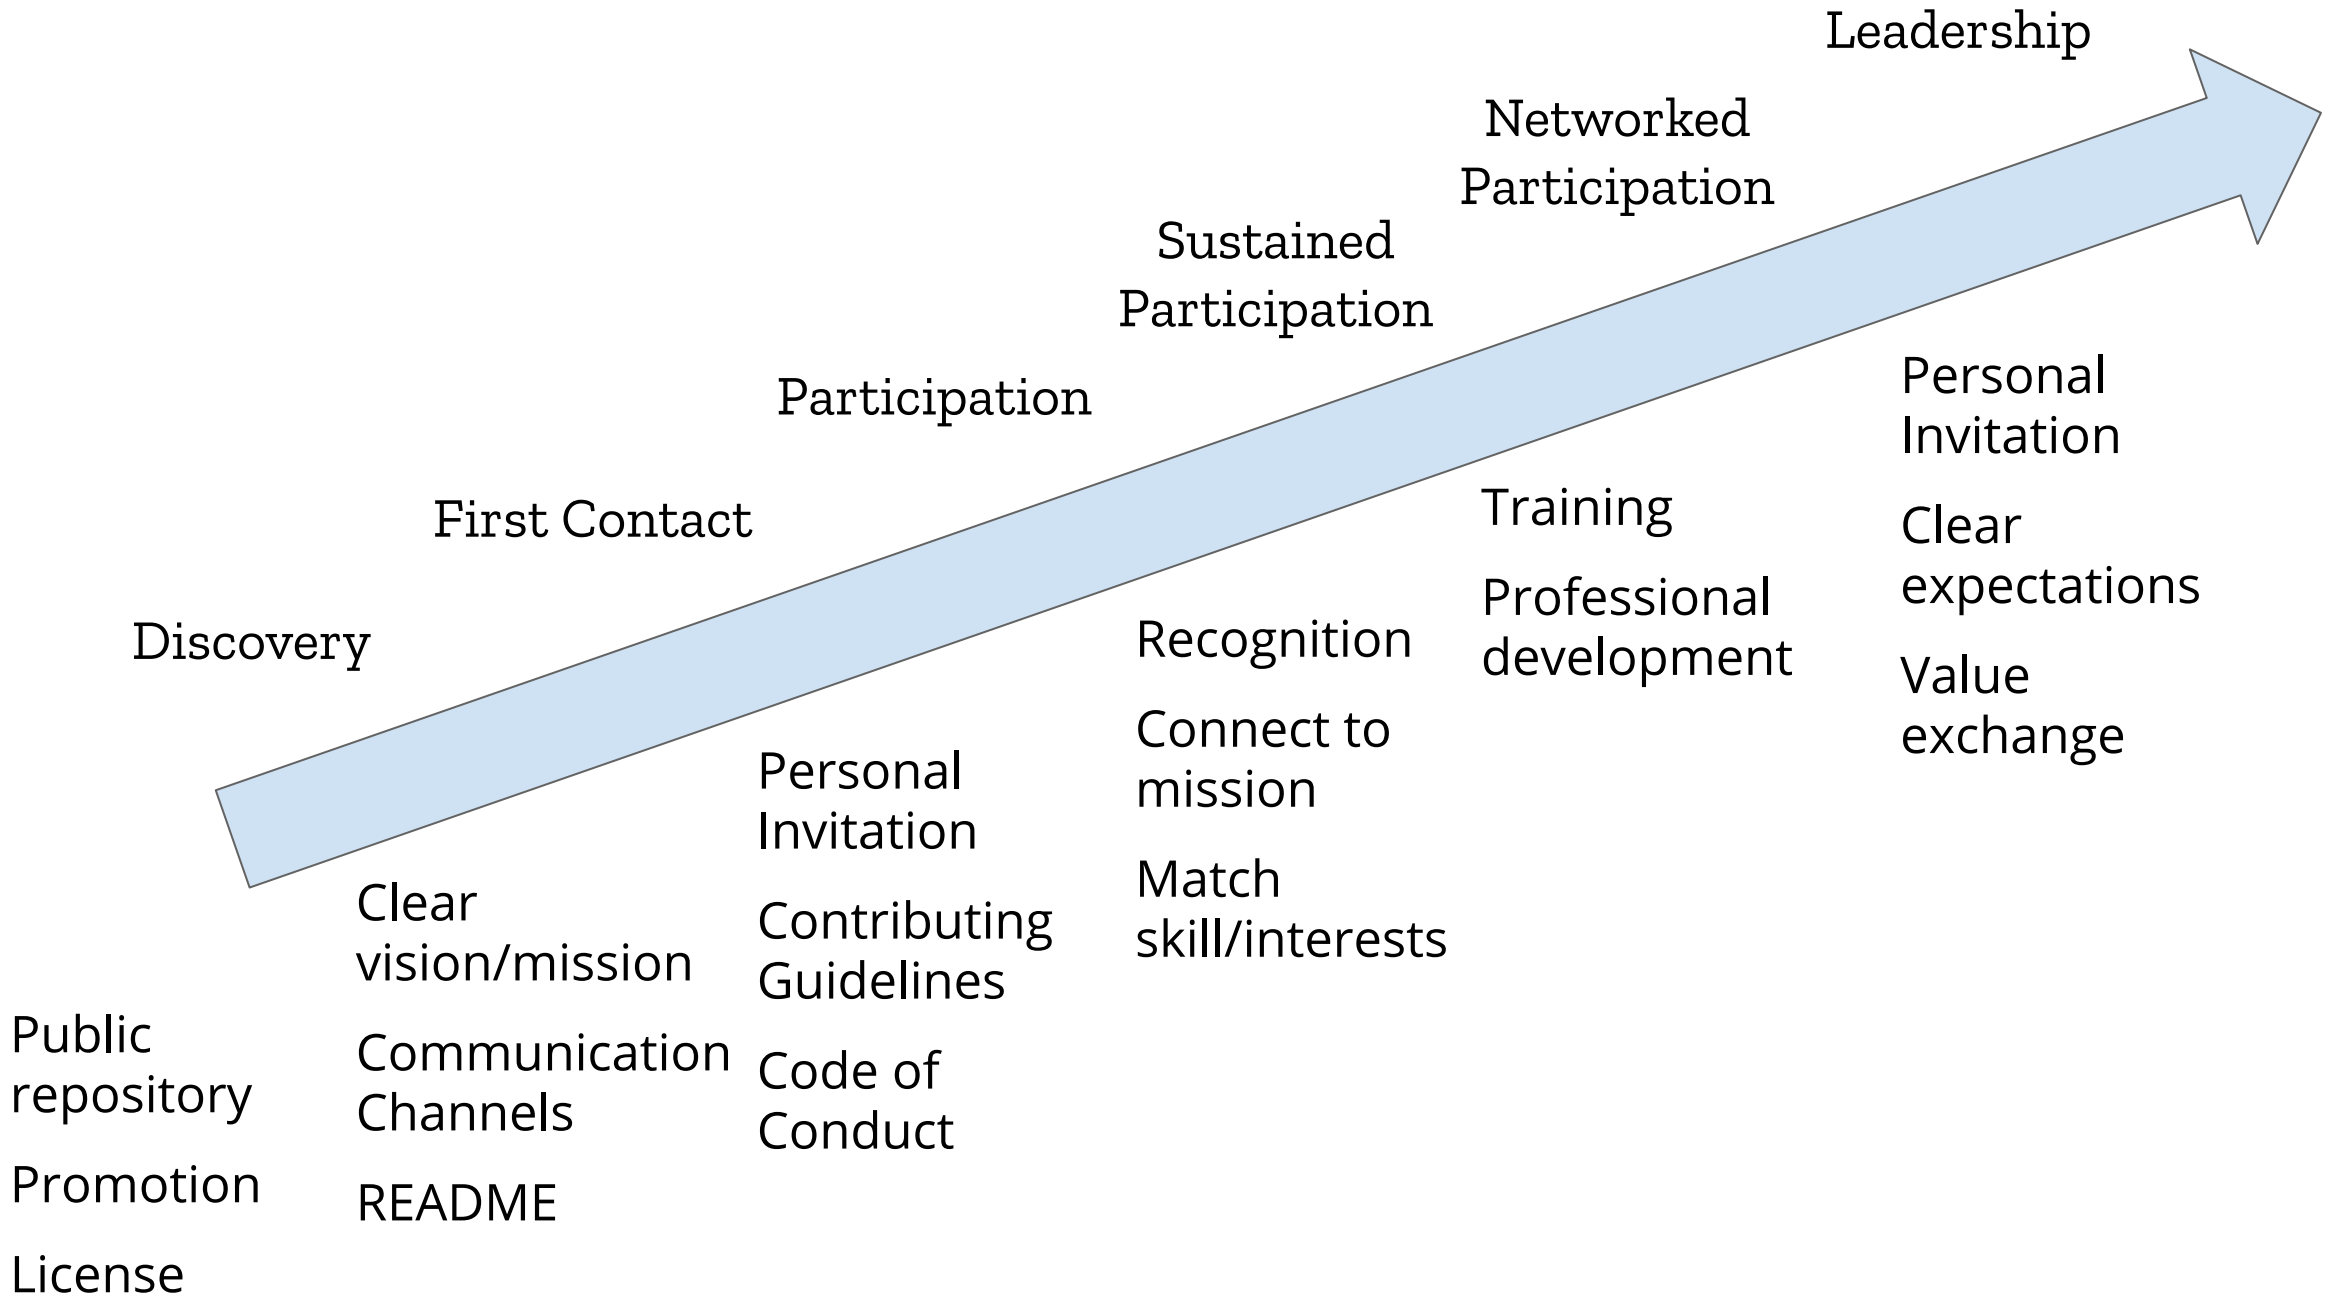 Leadership
Networked
Participation
Sustained
Participation
Participation
First Contact
Discovery
Public
repository
Promotion
License
Clear
vision/mission
Communication
Channels
README
Personal
Invitation
Contributing
Guidelines
Code of
Conduct
Recognition
Connect to
mission
Match
skill/interests
Training
Professional
development
Personal
Invitation
Clear
expectations
Value
exchange